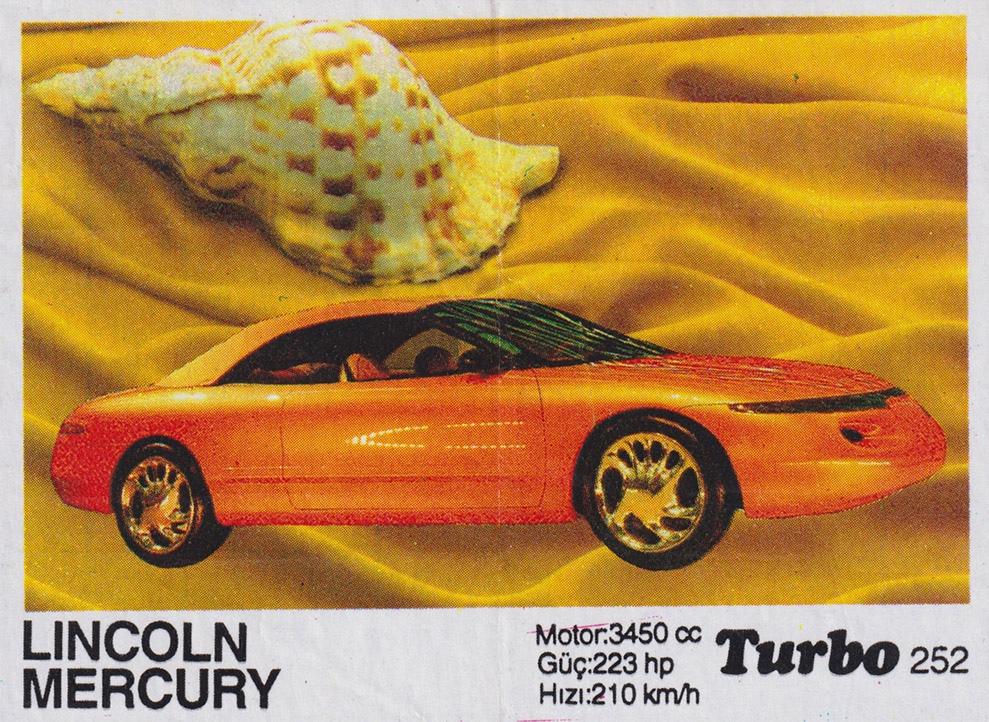 LINCOLN
MERCURY
Motor:3450 cc
Güç:223 hp
Hızı:210 km/h
Turbo 252